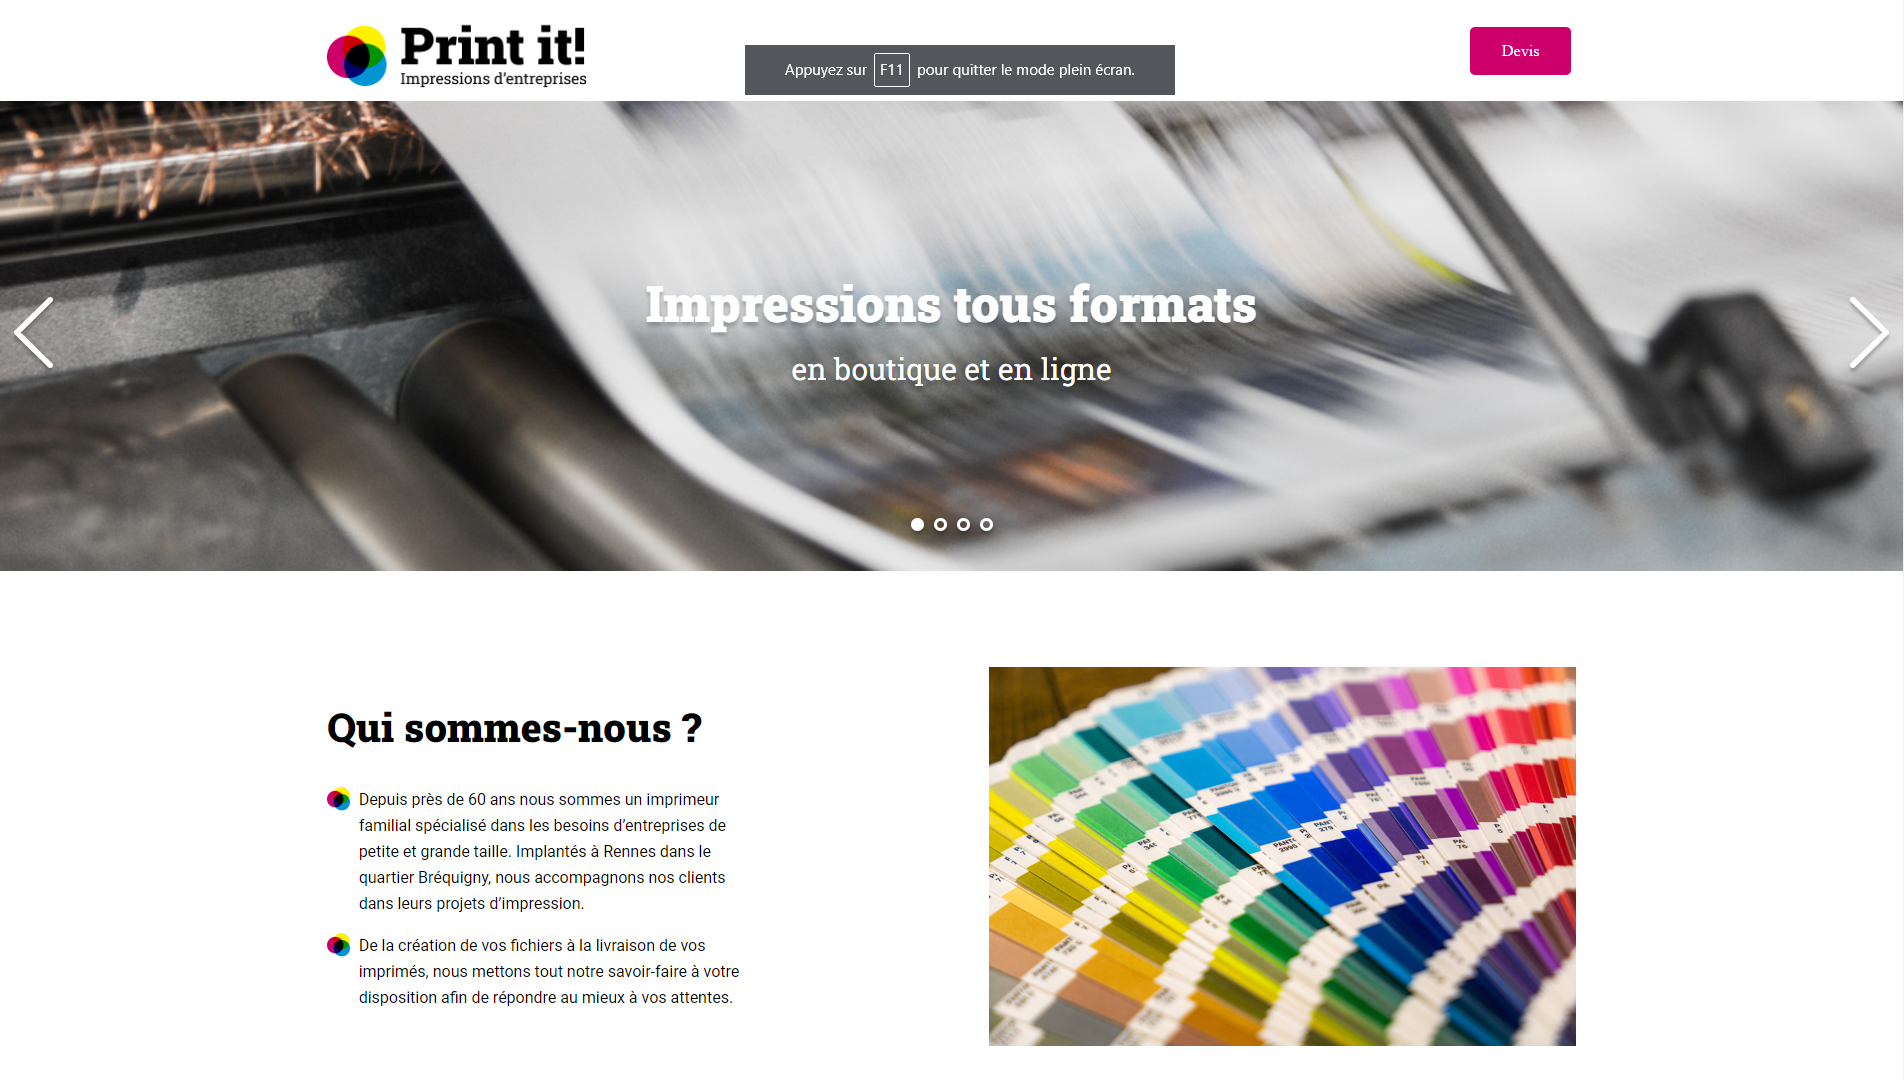 Print it!
Impressions d'entreprises
Appuyez sur F11 pour quitter le mode plein écran.
Devis
Impressions tous formats
en boutique et en ligne
Qui sommes-nous ?
Depuis près de 60 ans nous sommes un imprimeur
familial spécialisé dans les besoins d’entreprises de
petite et grande taille. Implantés à Rennes dans le
quartier Bréquigny, nous accompagnons nos clients
dans leurs projets d’impression.
De la création de vos fichiers à la livraison de vos
imprimés, nous mettons tout notre savoir-faire à votre
disposition afin de répondre au mieux à vos attentes.